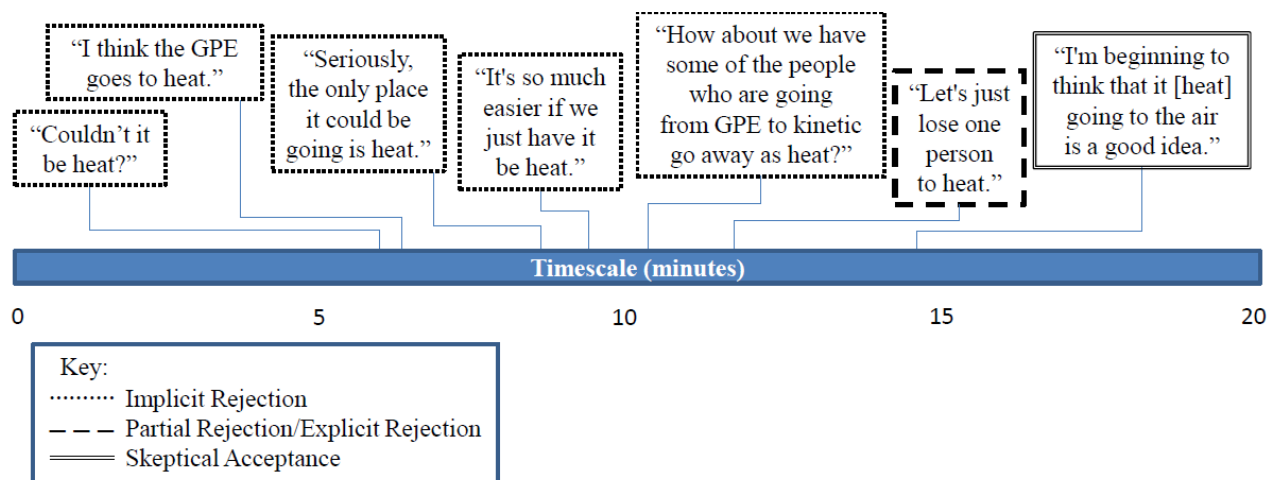 “Couldn’t it
be heat?”
“I think the GPE
goes to heat.”
“Seriously,
the only place
it could be
going is heat.”
“It's so much
easier if we
just have it
be heat.”
“How about we have
some of the people
who are going
from GPE to kinetic
go away as heat?”
“Let's just
lose one
person
to heat.”
“I'm beginning to
think that it [heat]
going to the air
is a good idea.”
Timescale (minutes)
0 5 10 15 20
Key:
Implicit Rejection
Partial Rejection/Explicit Rejection
Skeptical Acceptance